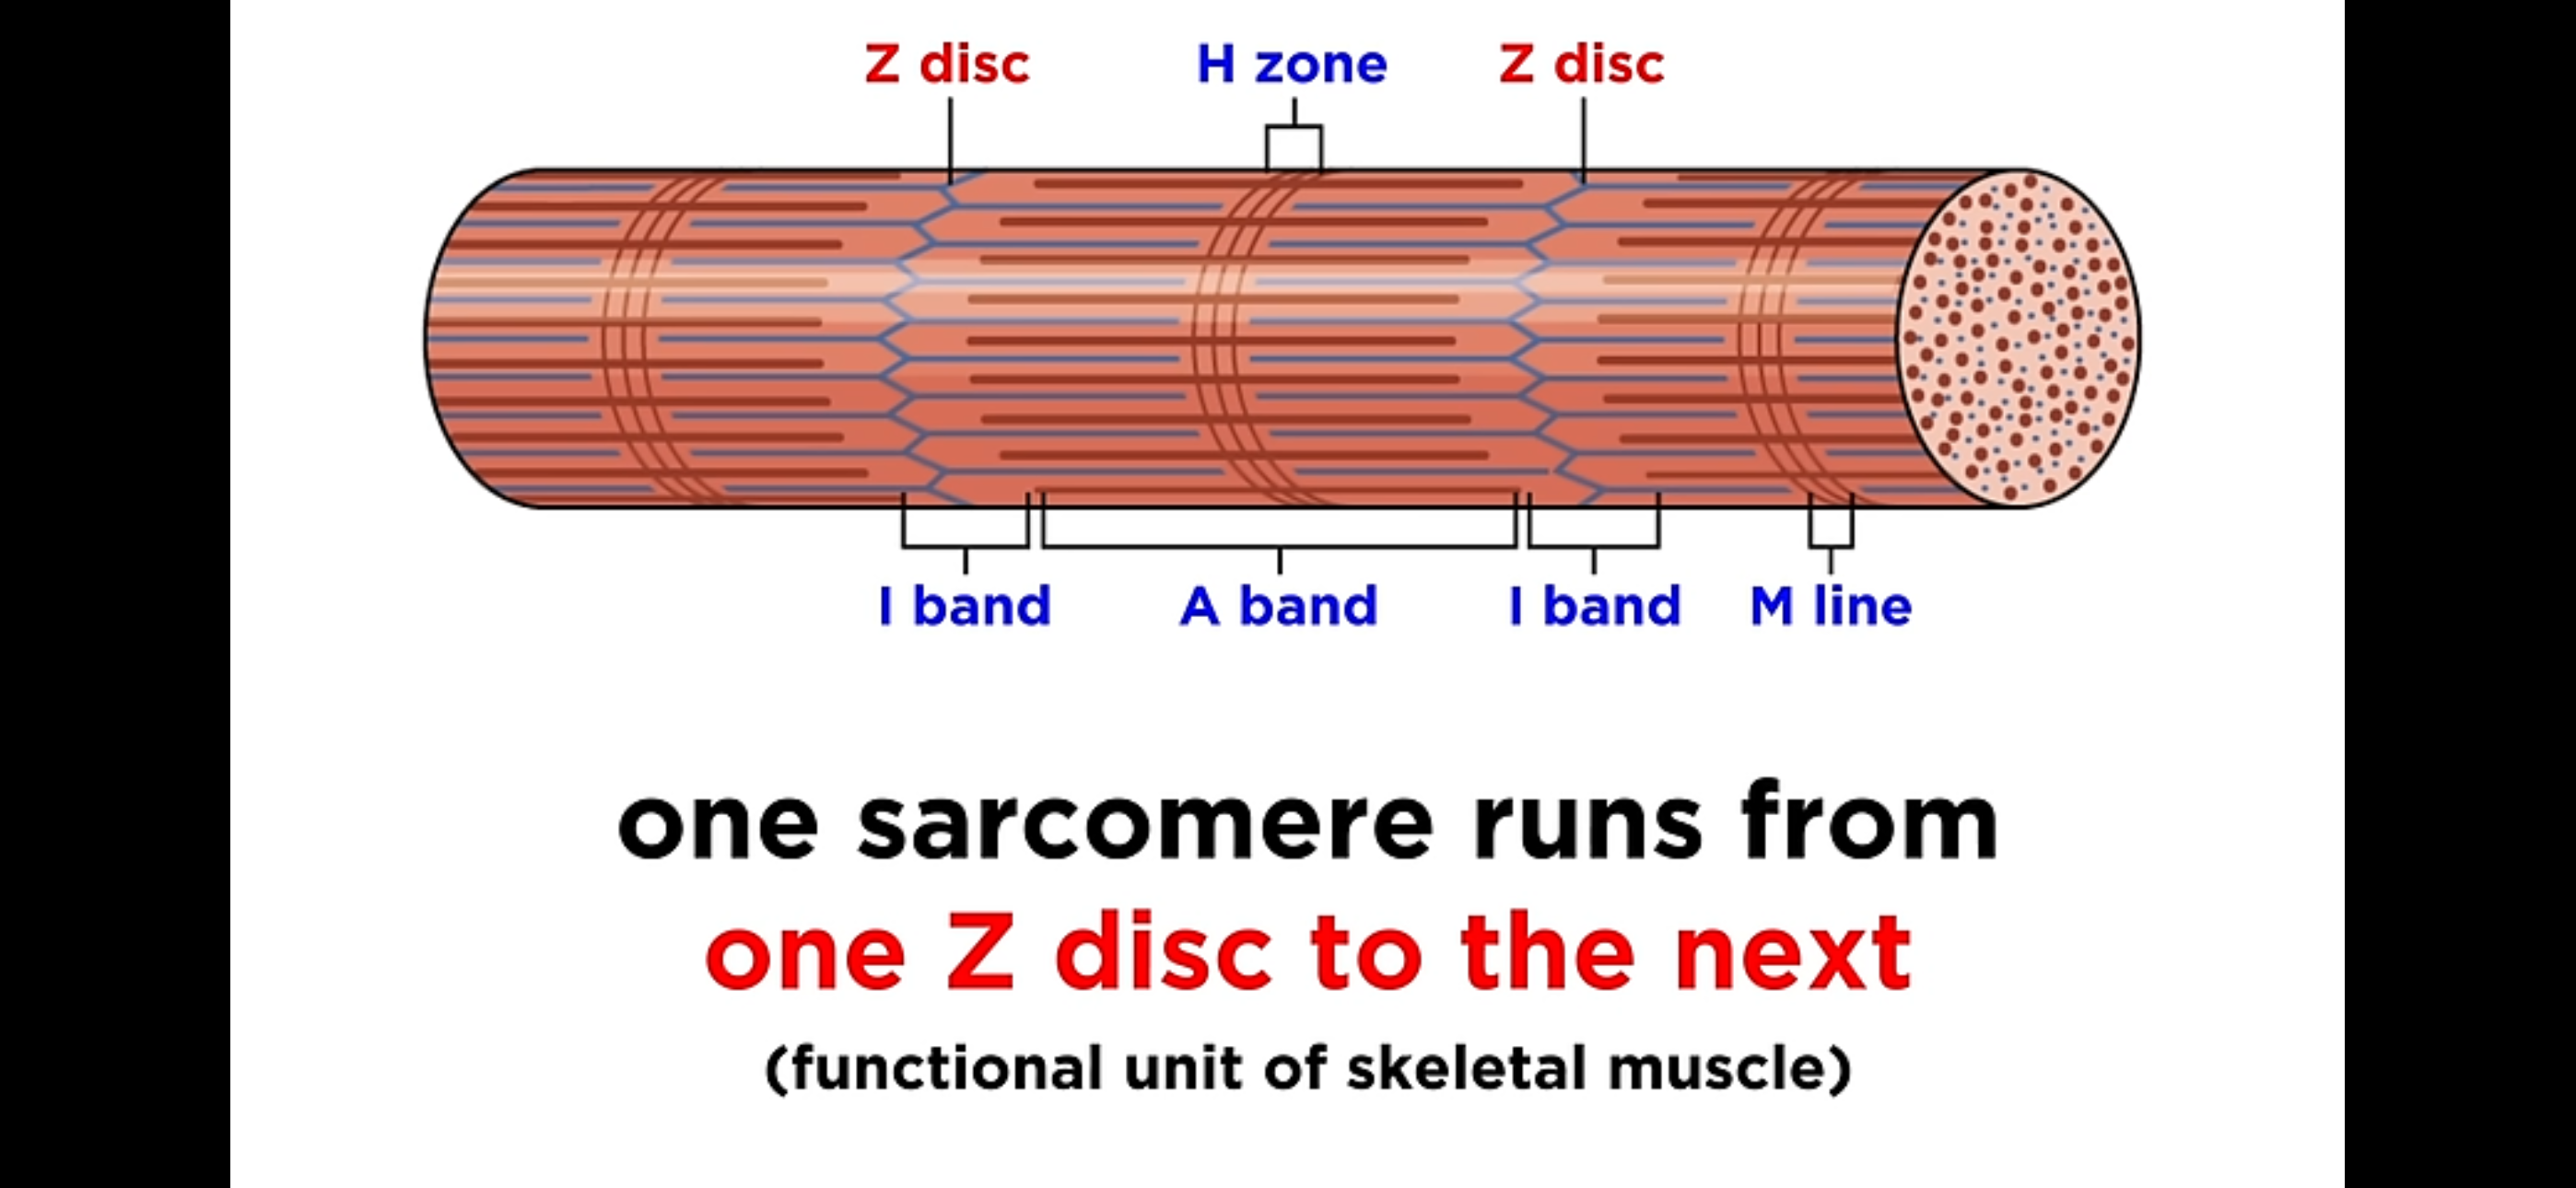 Z disc H zone Z disc
I band A band I band M line
one sarcomere runs from
one Z disc to the next
(functional unit of skeletal muscle)